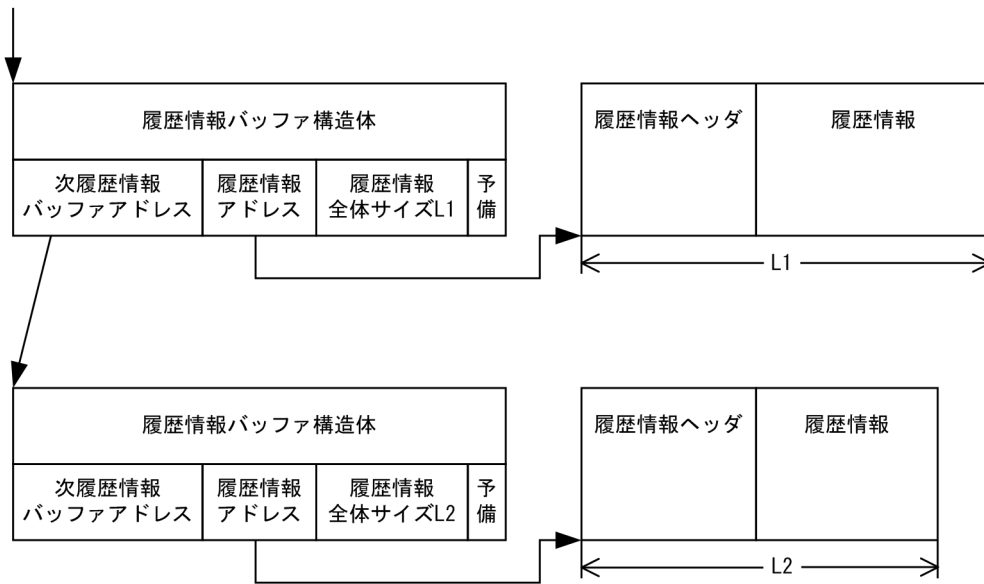 履歴情報バッファ構造体
次履歴情報
バッファアドレス
履歴情報
アドレス
履歴情報
全体サイズL1
予
備
履歴情報ヘッダ
履歴情報
L1
履歴情報バッファ構造体
次履歴情報
バッファアドレス
履歴情報
アドレス
履歴情報
全体サイズL2
予
備
履歴情報ヘッダ
履歴情報
L2